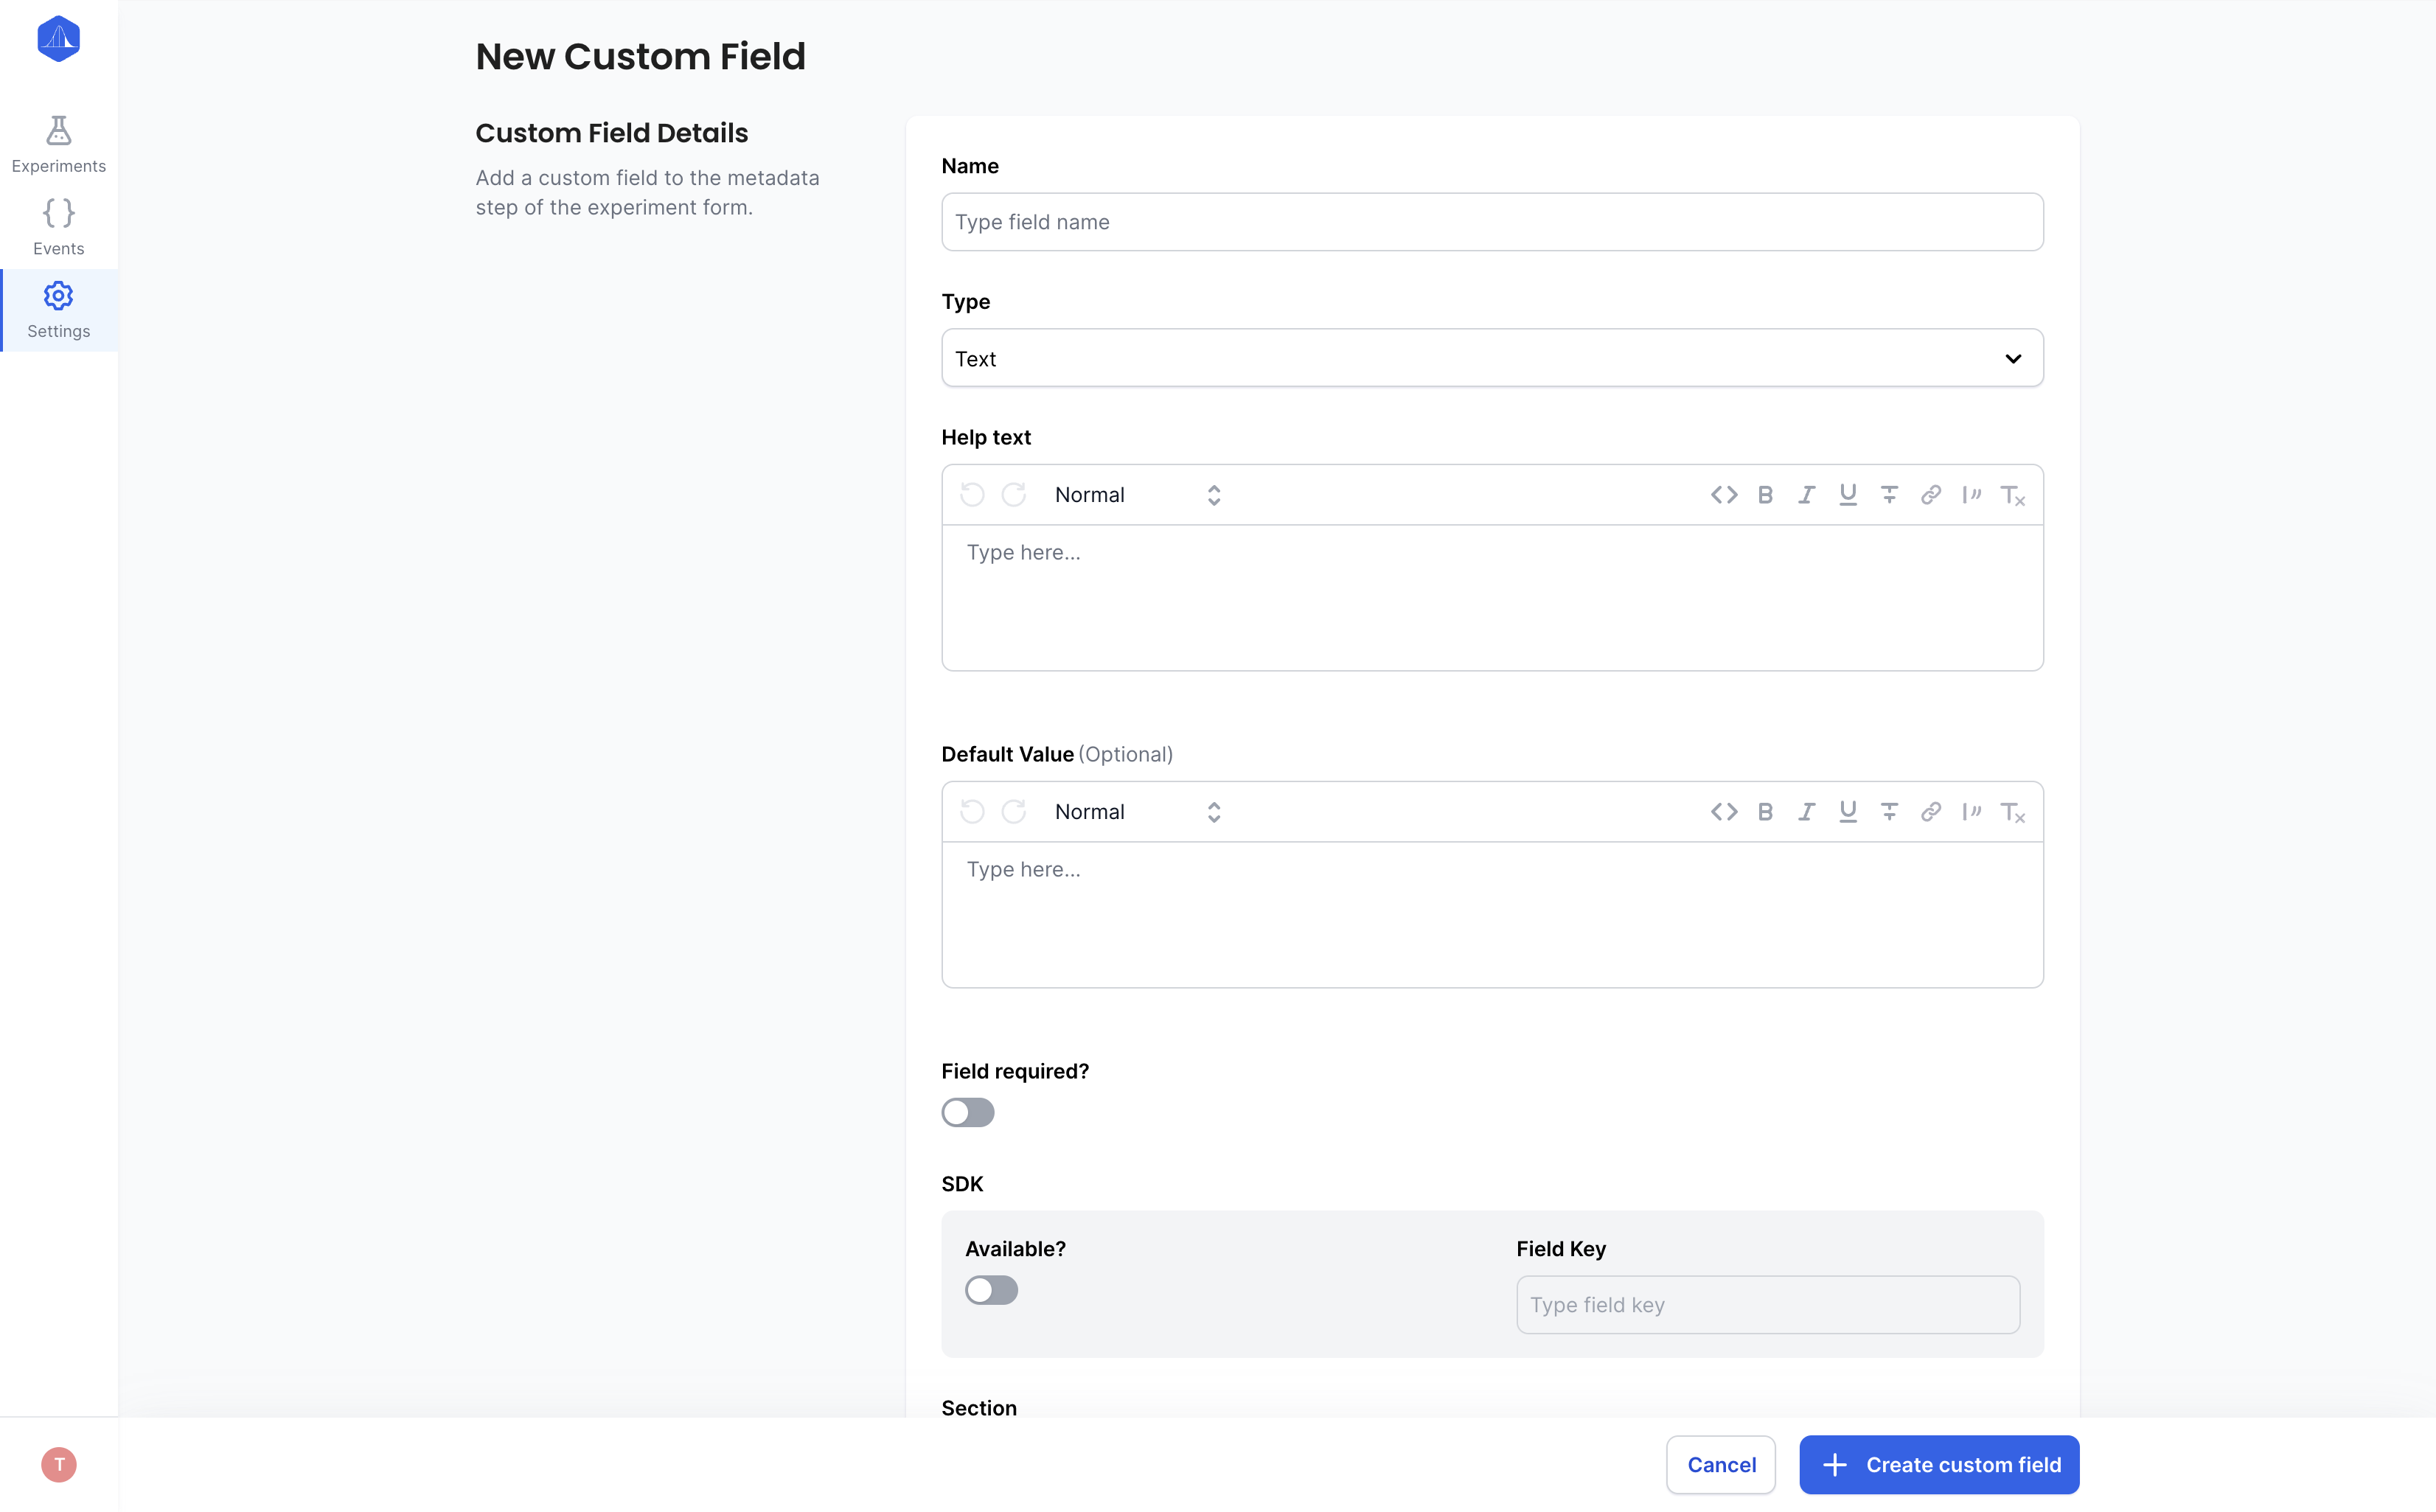 New Custom Field
Experiments
Events
Settings
Custom Field Details
Add a custom field to the metadata
step of the experiment form.
Name
Type field name
Type
Text
Help text
Normal
Type here...
Default Value (Optional)
Normal
Type here...
Field required?
SDK
Available?
Field Key
Type field key
Section
T
Cancel
Create custom field